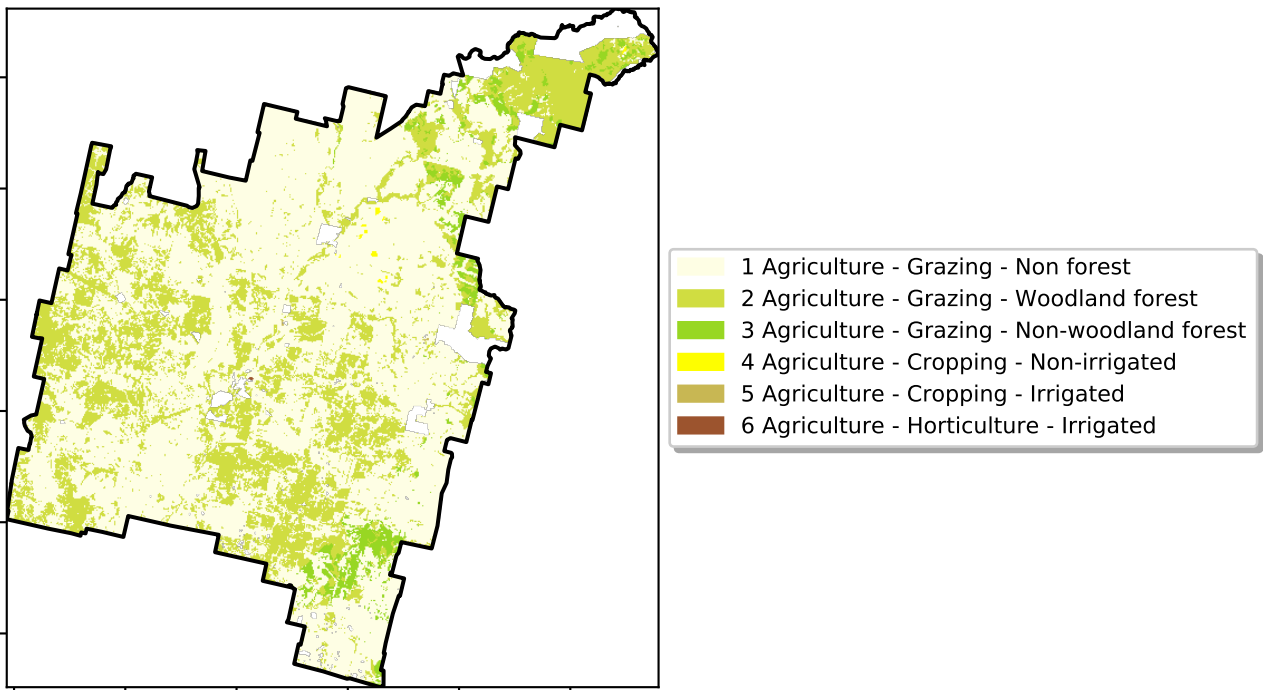 1 Agriculture - Grazing - Non forest
2 Agriculture - Grazing - Woodland forest
3 Agriculture - Grazing - Non-woodland forest
4 Agriculture - Cropping - Non-irrigated
5 Agriculture - Cropping - Irrigated
6 Agriculture - Horticulture - Irrigated